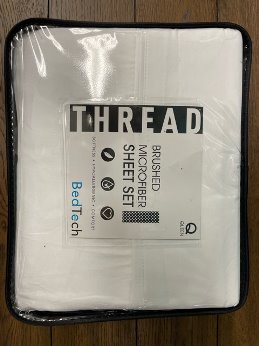 THREAD
BRUSHED
MICROFIBER
SHEET SET
Q
QUEEN
BedTech